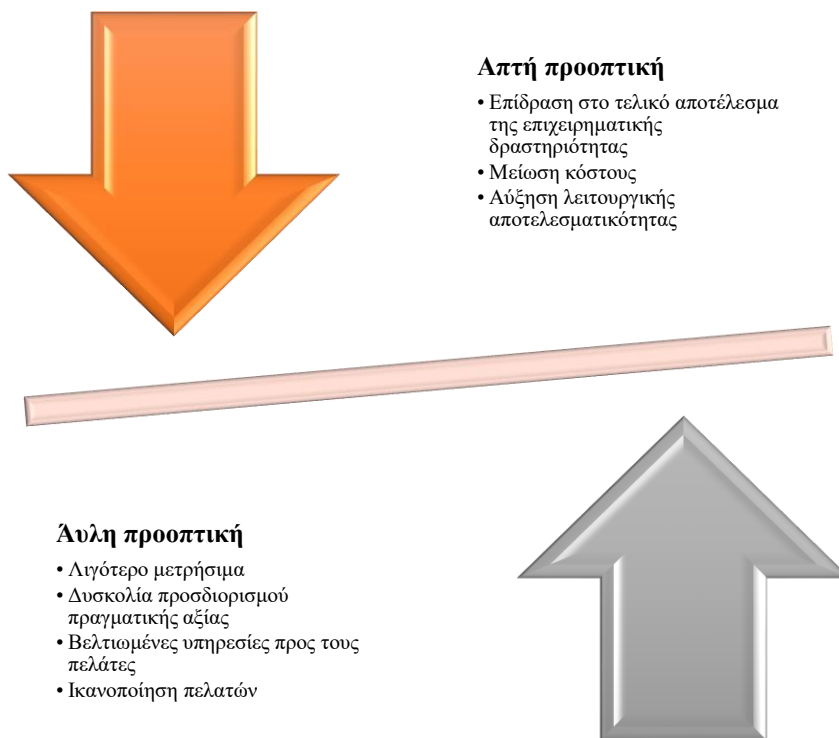 Απτή προοπτική
• Επίδραση στο τελικό αποτέλεσμα
της επιχειρηματικής
δραστηριότητας
• Μείωση κόστους
• Αύξηση λειτουργικής
αποτελεσματικότητας
Άυλη προοπτική
• Λιγότερο μετρήσιμα
• Δυσκολία προσδιορισμού
πραγματικής αξίας
• Βελτιωμένες υπηρεσίες προς τους
πελάτες
• Ικανοποίηση πελατών